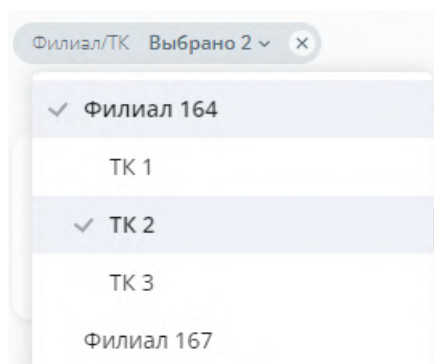 Филиал/ТК Выбрано 2
Филиал 164
ТК 1
ТК 2
ТК 3
Филиал 167